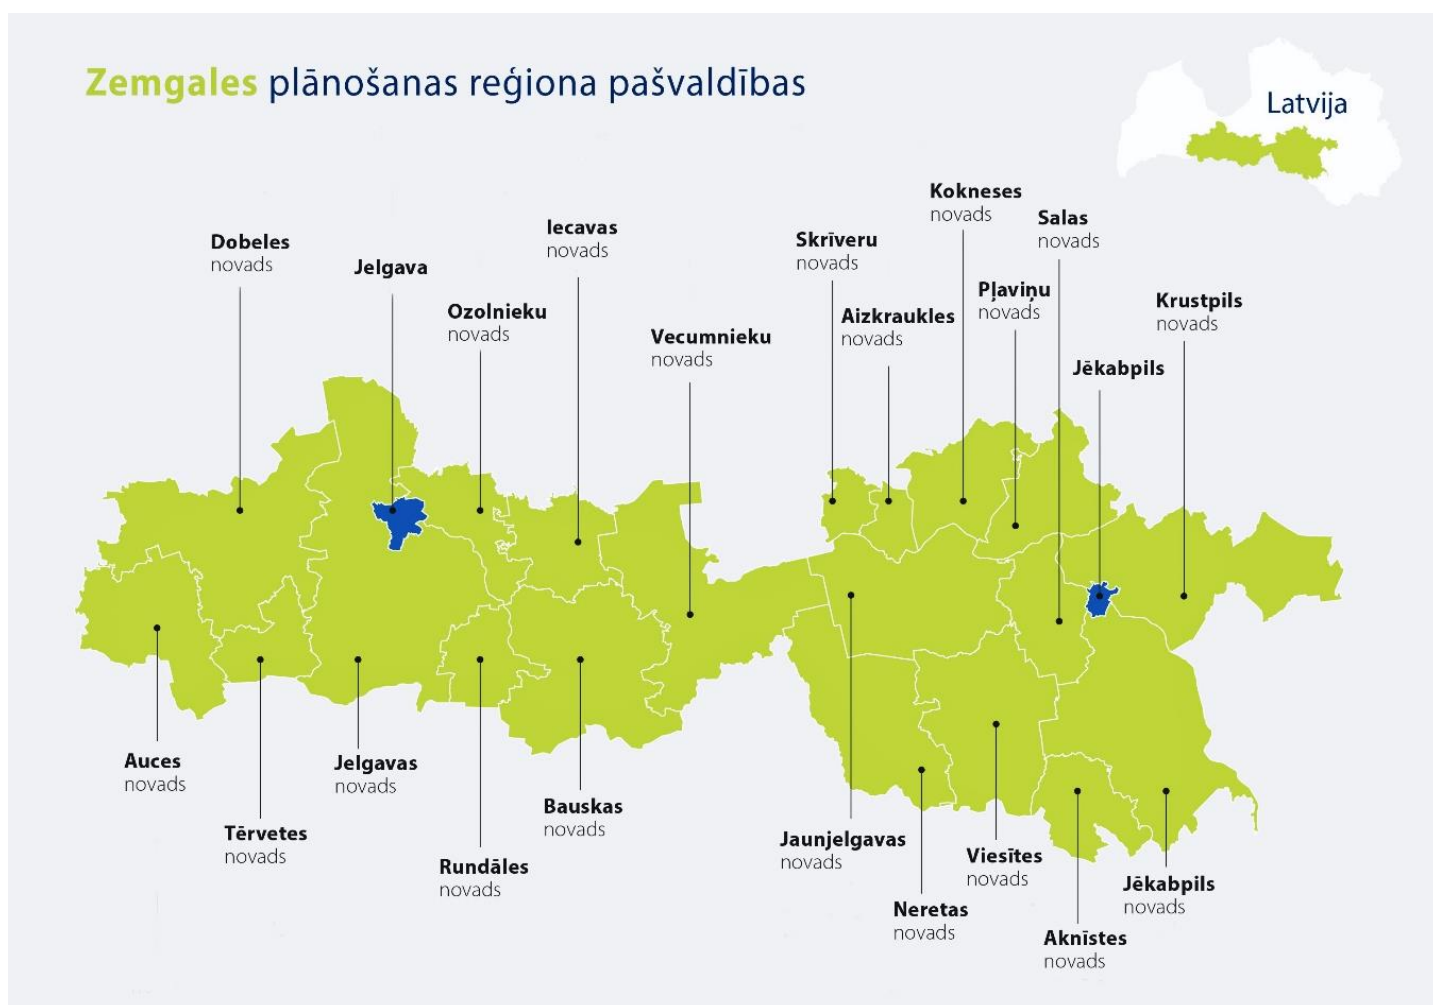 Zemgales plānošanas reģiona pašvaldības
Latvija
Dobeles
novads
Jelgava
Ozolnieku
novads
Iecavas
novads
Vecumnieku
novads
Skrīveru
novads
Aizkraukles
novads
Kokneses
novads
Pļaviņu
novads
Salas
novads
Jēkabpils
Krustpils
novads
Auces
novads
Tērvetes
novads
Jelgavas
novads
Rundāles
novads
Bauskas
novads
Jaunjelgavas
novads
Neretas
novads
Viesītes
novads
Aknīstes
novads
Jēkabpils
novads